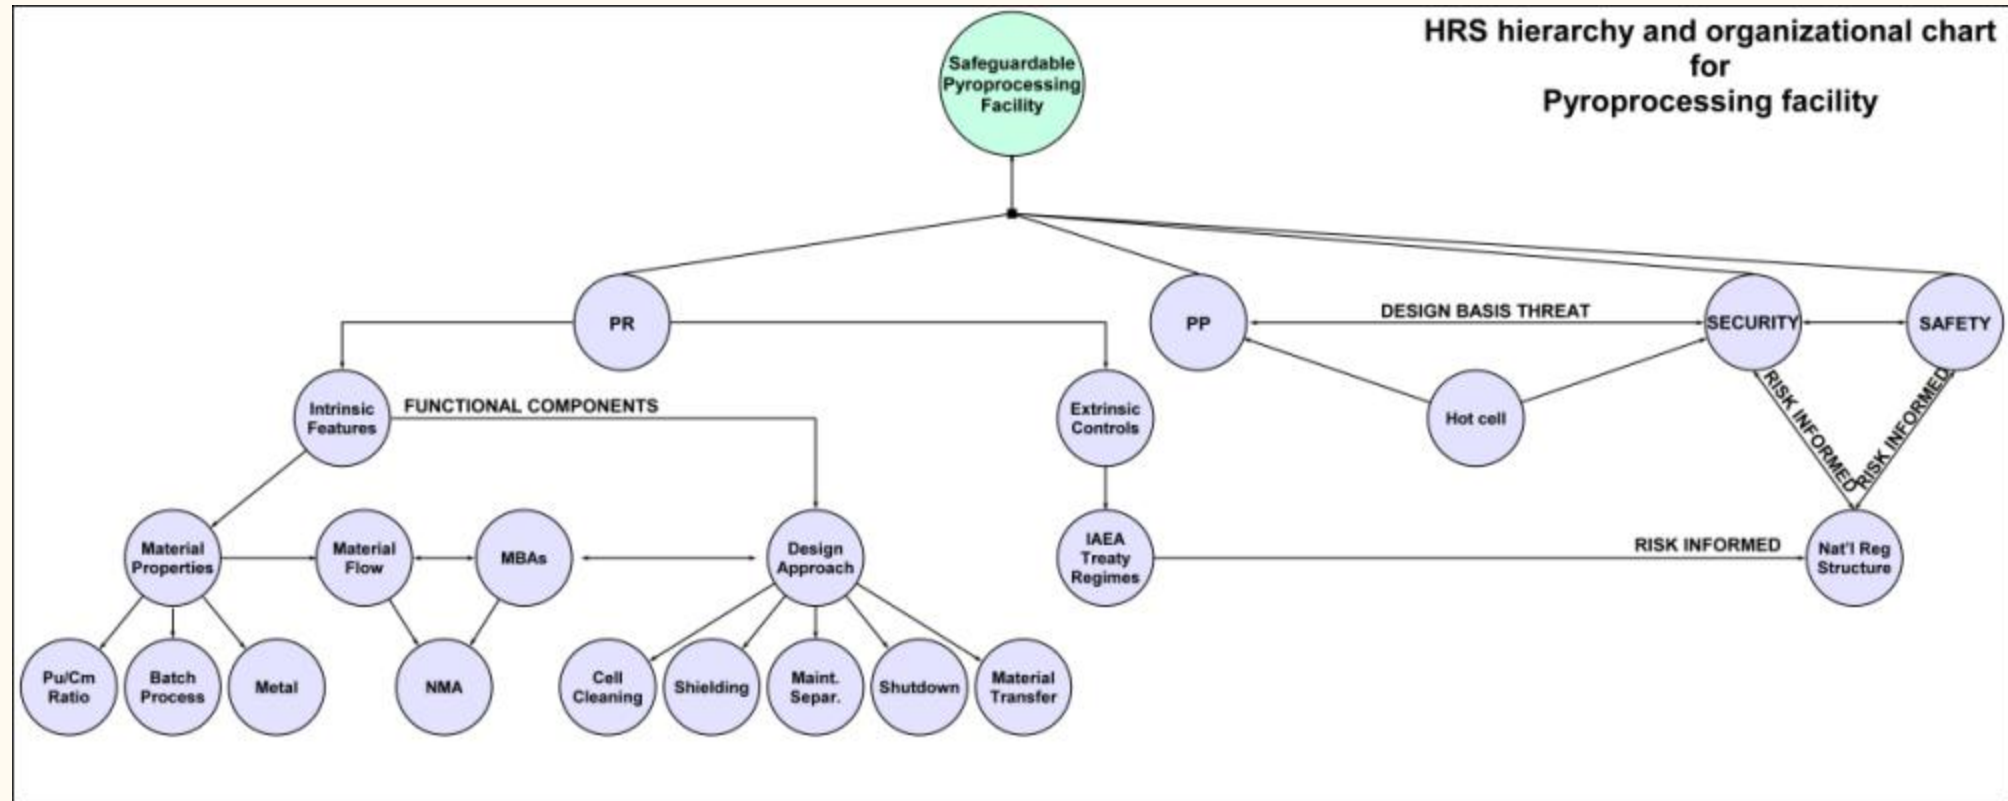 HRS hierarchy and organizational chart
for
Pyroprocessing facility
Safeguardable
Pyroprocessing
Facility
PR
PP
DESIGN BASIS THREAT
SECURITY
SAFETY
Intrinsic
Features
FUNCTIONAL COMPONENTS
Extrinsic
Controls
Hot cell
RISK INFORMED
RISK INFORMED
Material
Properties
Material
Flow
MBAs
Design
Approach
IAEA
Treaty
Regimes
RISK INFORMED
Nat'l Reg
Structure
Pu/Cm
Ratio
Batch
Process
Metal
NMA
Cell
Cleaning
Shielding
Maint.
Separ.
Shutdown
Material
Transfer